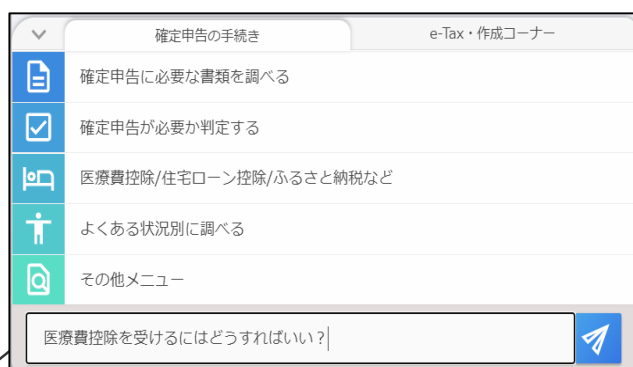 確定申告の手続き
e-Tax・作成コーナー
確定申告に必要な書類を調べる
確定申告が必要か判定する
医療費控除/住宅ローン控除/ふるさと納税など
よくある状況別に調べる
その他メニュー
医療費控除を受けるにはどうすればいい？